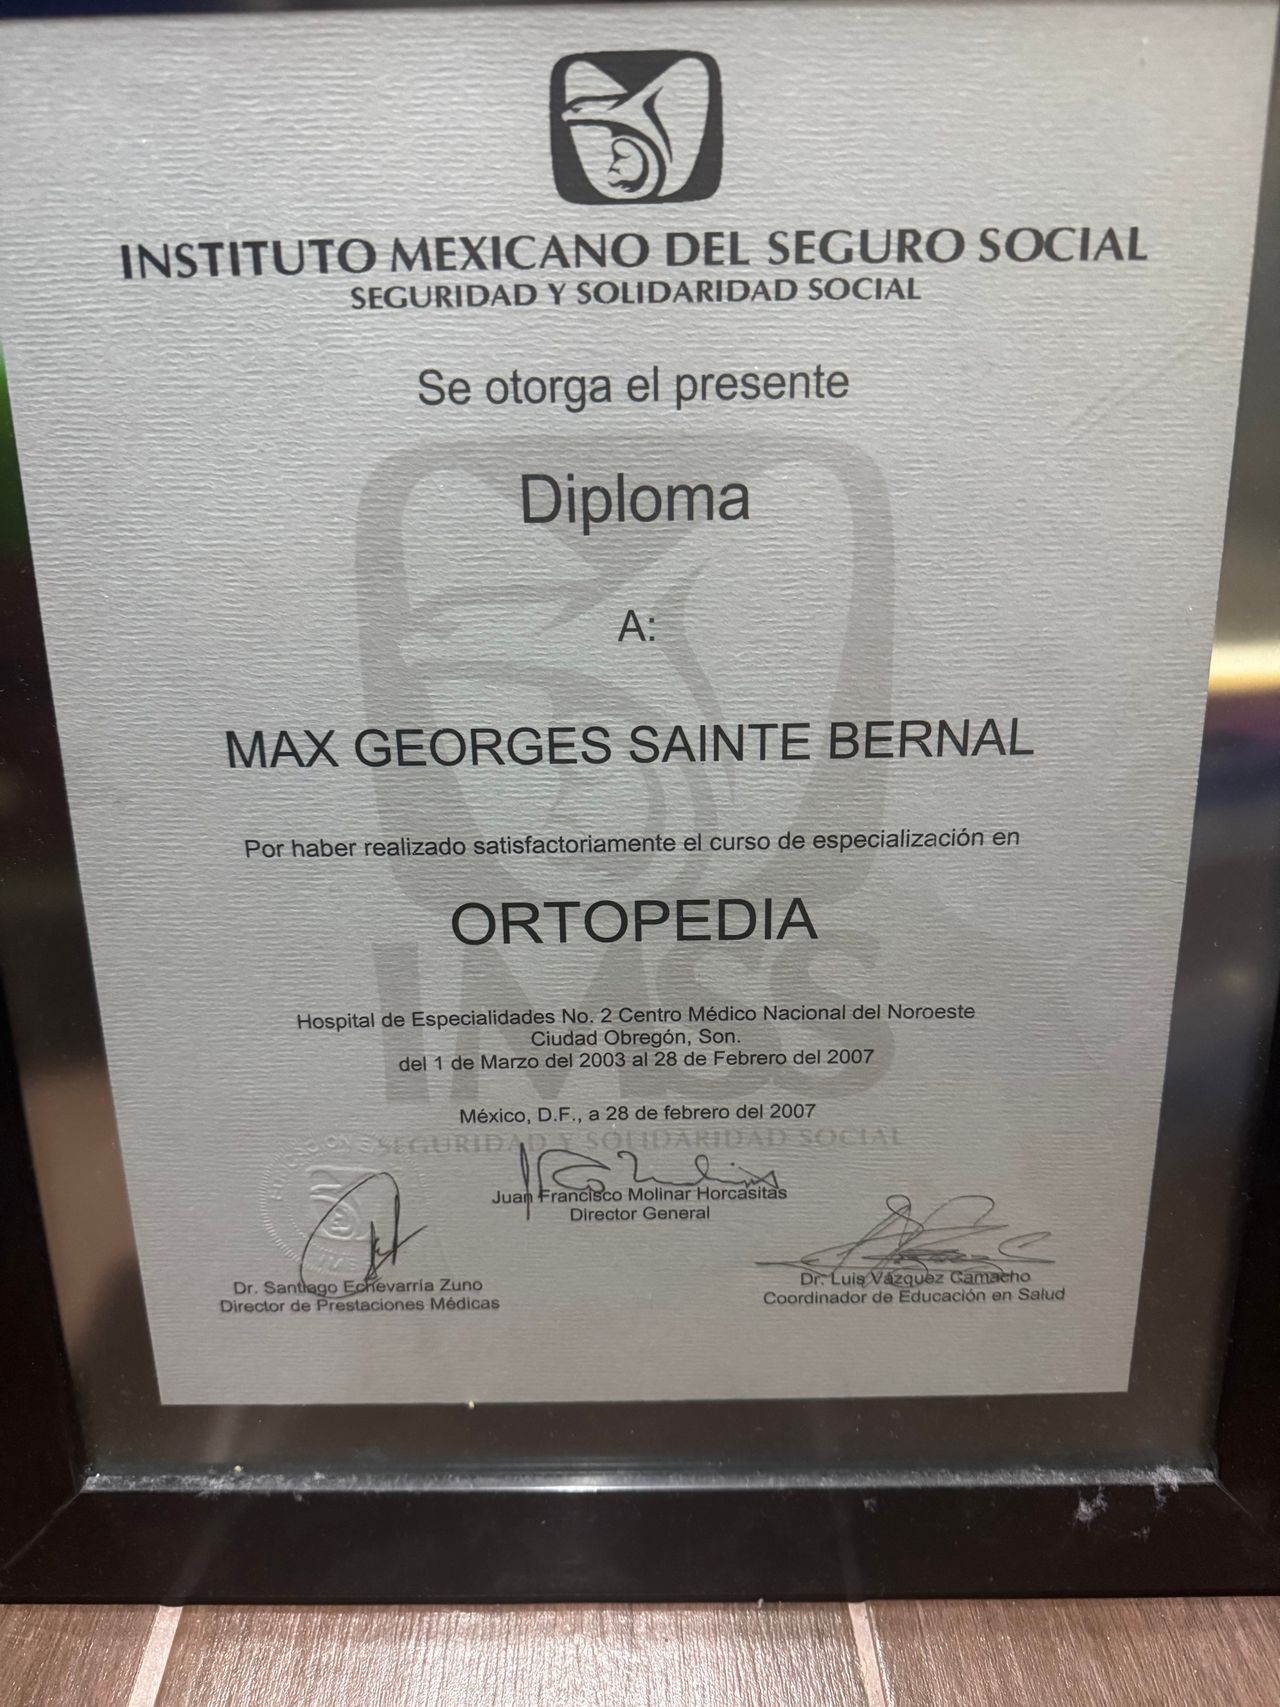 INSTITUTO MEXICANO DEL SEGURO SOCIAL
SEGURIDAD Y SOLIDARIDAD SOCIAL
Se otorga el presente
Diploma
A:
MAX GEORGES SAINTE BERNAL
Por haber realizado satisfactoriamente el curso de especialización en
ORTOPEDIA
IMSS
Hospital de Especialidades No. 2 Centro Médico Nacional del Noroeste
Ciudad Obregón, Son.
del 1 de Marzo del 2003 al 28 de Febrero del 2007
México, D.F., a 28 de febrero del 2007
SEGURIDAD Y SOLIDARIDAD SOCIAL
Juan Francisco Molinar Horcasitas
Director General
Dr. Santiago Echevarría Zuno
Director de Prestaciones Médicas
Dr. Luis Vázquez Camacho
Coordinador de Educación en Salud